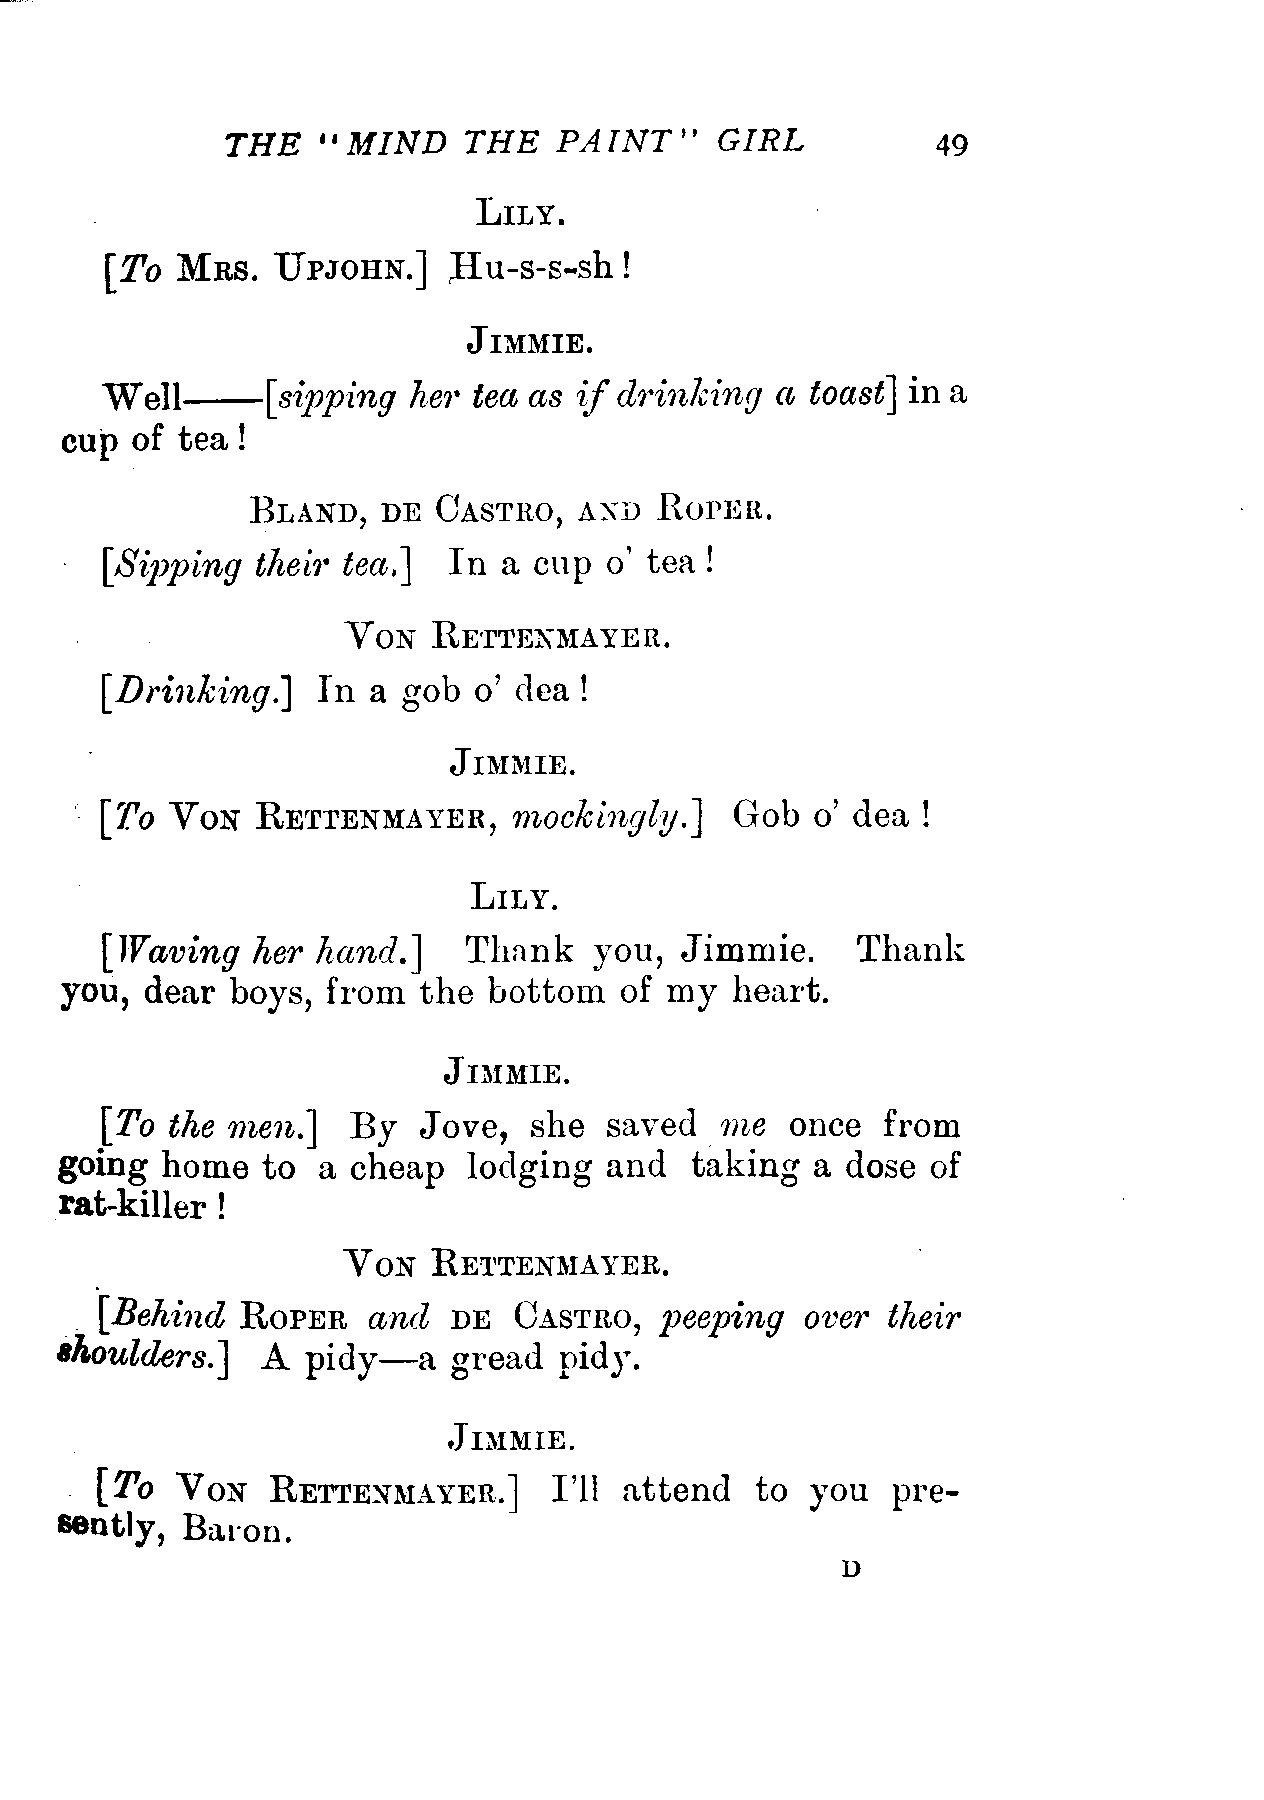 THE "MIND THE PAINT" GIRL 49
LILY.
[To MRS. UPJOHN.] Hu-s-s-sh!
JIMMIE.
Well——[sipping her tea as if drinking a toast] in a
cup of tea!
BLAND, DE CASTRO, AND ROPER.
[Sipping their tea.] In a cup o' tea!
VON RETTENMAYER.
[Drinking.] In a gob o' dea!
JIMMIE.
[To VON RETTENMAYER, mockingly.] Gob o' dea!
LILY.
[Waving her hand.] Thank you, Jimmie. Thank
you, dear boys, from the bottom of my heart.
JIMMIE.
[To the men.] By Jove, she saved me once from
going home to a cheap lodging and taking a dose of
rat-killer!
VON RETTENMAYER.
[Behind ROPER and DE CASTRO, peeping over their
shoulders.] A pidy—a gread pidy.
JIMMIE.
[To VON RETTENMAYER.] I'll attend to you pre-
sently, Baron.
D